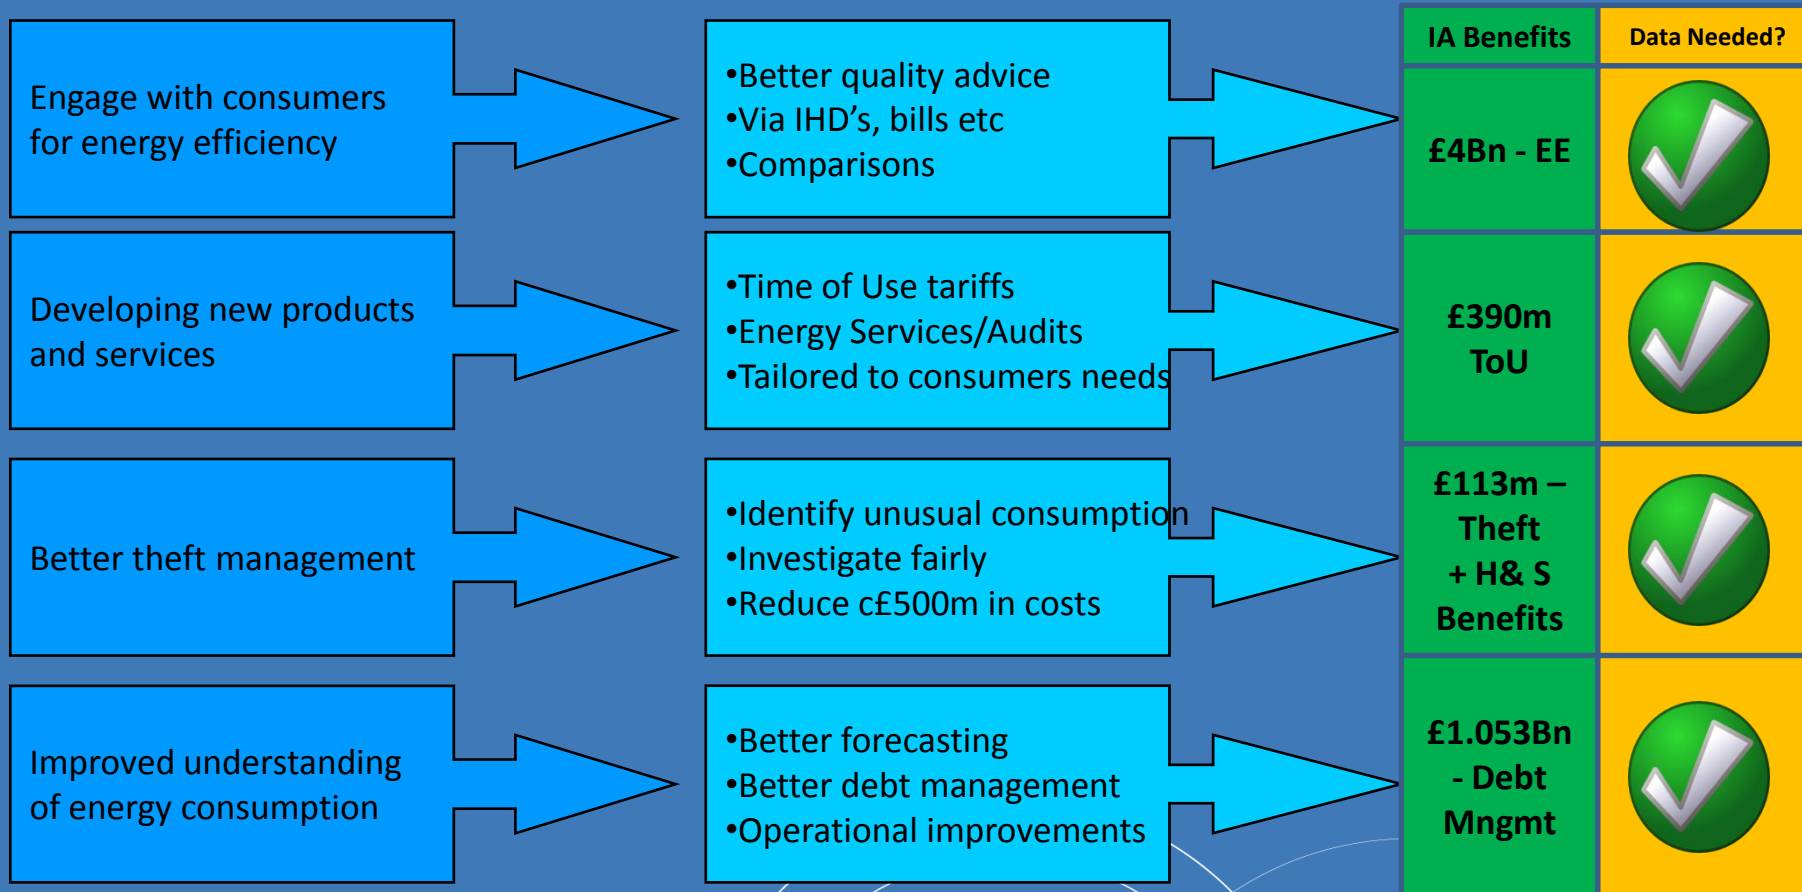 IA Benefits
Data Needed?
Engage with consumers
for energy efficiency
•Better quality advice
•Via IHD's, bills etc
•Comparisons
£4Bn - EE
Developing new products
and services
•Time of Use tariffs
•Energy Services/Audits
•Tailored to consumers needs
£390m
ToU
Better theft management
•Identify unusual consumption
•Investigate fairly
•Reduce c£500m in costs
£113m –
Theft
+ H& S
Benefits
Improved understanding
of energy consumption
•Better forecasting
•Better debt management
•Operational improvements
£1.053Bn
- Debt
Mngmt